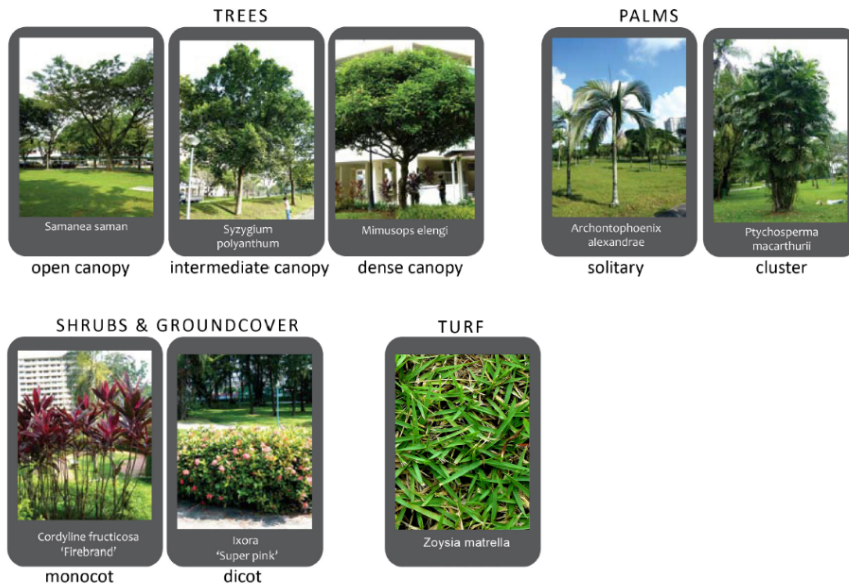 TREES
PALMS
Samanea saman
Syzygium
polyanthum
Mimusops elengi
Archontophoenix
alexandrae
Ptychosperma
macarthurii
open canopy
intermediate canopy
dense canopy
solitary
cluster
SHRUBS & GROUNDCOVER
TURF
Cordyline fructicosa
'Firebrand'
Ixora
'Super pink'
Zoysia matrella
monocot
dicot